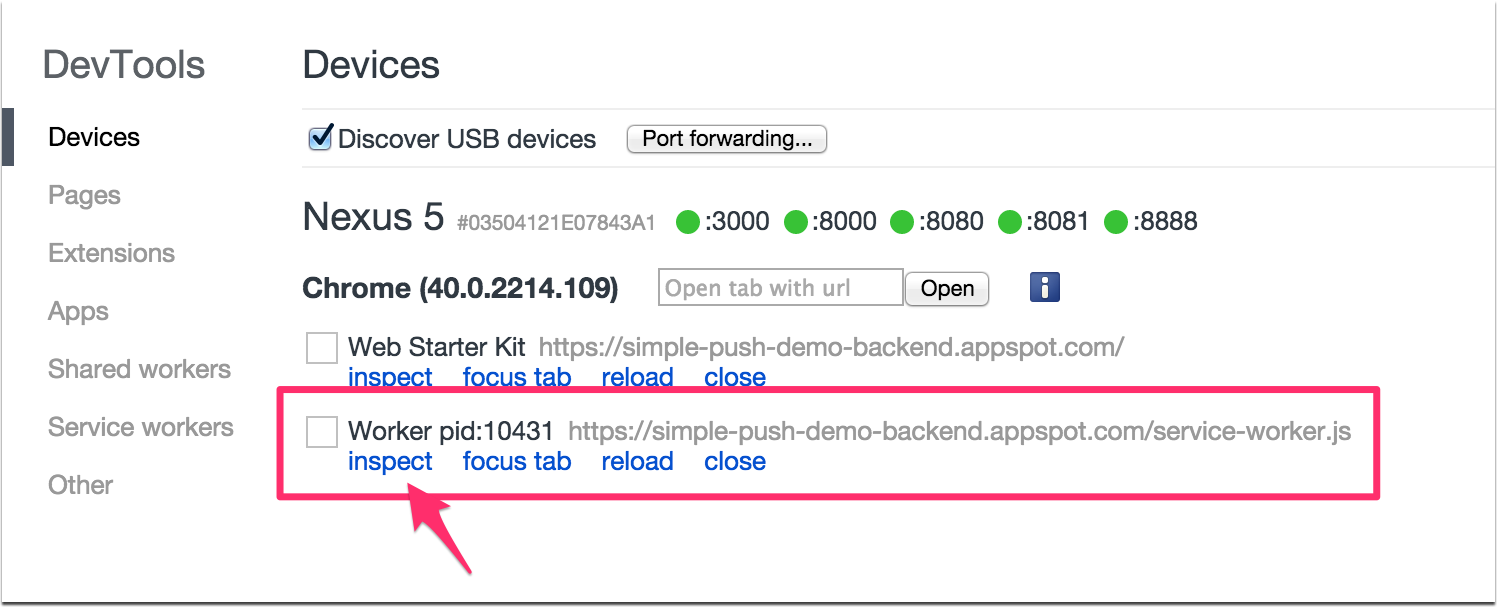 DevTools
Devices
Pages
Extensions
Apps
Shared workers
Service workers
Other
Devices
Discover USB devices Port forwarding...
Nexus 5 #03504121E07843A1 :3000 :8000 :8080 :8081 :8888
Chrome (40.0.2214.109) Open tab with url Open i
Web Starter Kit https://simple-push-demo-backend.appspot.com/
inspect focus tab reload close
Worker pid:10431 https://simple-push-demo-backend.appspot.com/service-worker.js
inspect focus tab reload close